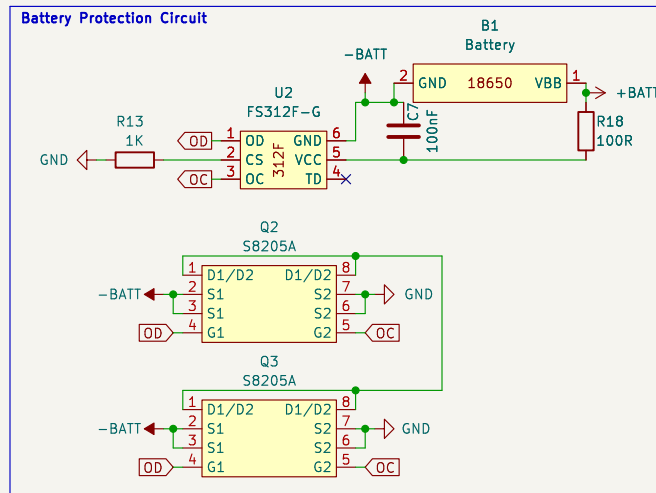 Battery Protection Circuit
B1
Battery
-BATT
2 GND 18650 VBB 1
+BATT
U2
FS312F-G
C7
100nF
R18
100R
R13
1K
GND
OD 1 OD GND 6
2 CS 312F VCC 5
OC 3 OC TD 4
Q2
S8205A
1 D1/D2 D1/D2 8
-BATT 2 S1 S2 7 GND
3 S1 S2 6
OD 4 G1 G2 5 OC
Q3
S8205A
1 D1/D2 D1/D2 8
-BATT 2 S1 S2 7 GND
3 S1 S2 6
OD 4 G1 G2 5 OC